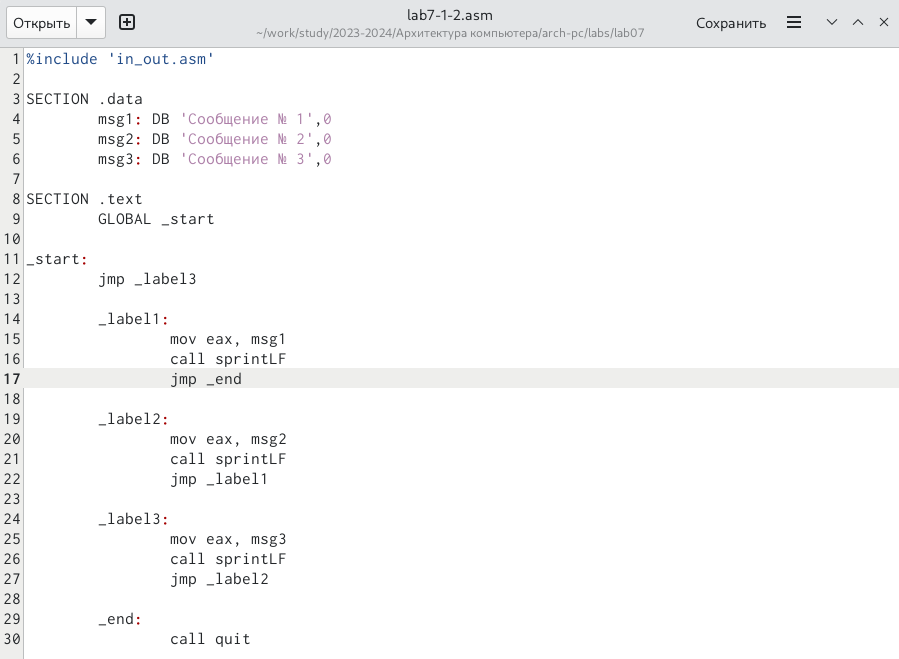 Открыть
lab7-1-2.asm
~/work/study/2023-2024/Архитектура компьютера/arch-pc/labs/lab07
Сохранить
1 %include 'in_out.asm'
2
3 SECTION .data
4 msg1: DB 'Сообщение № 1',0
5 msg2: DB 'Сообщение № 2',0
6 msg3: DB 'Сообщение № 3',0
7
8 SECTION .text
9 GLOBAL _start
10
11 _start:
12 jmp _label3
13
14 _label1:
15 mov eax, msg1
16 call sprintLF
17 jmp _end
18
19 _label2:
20 mov eax, msg2
21 call sprintLF
22 jmp _label1
23
24 _label3:
25 mov eax, msg3
26 call sprintLF
27 jmp _label2
28
29 _end:
30 call quit